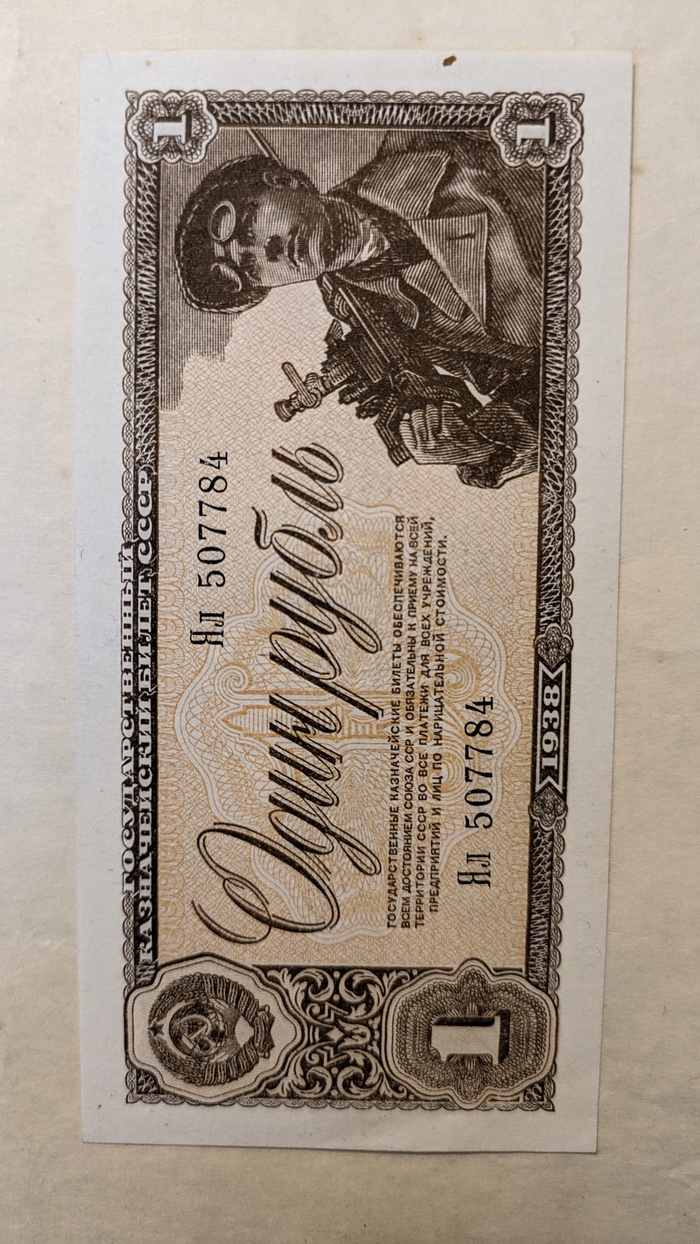 ГОСУДАРСТВЕННЫЙ
КАЗНАЧЕЙСКИЙ БИЛЕТ СССР
Ял 507784
Один рубль
ГОСУДАРСТВЕННЫЕ КАЗНАЧЕЙСКИЕ БИЛЕТЫ ОБЕСПЕЧИВАЮТСЯ
ВСЕМ ДОСТОЯНИЕМ СОЮЗА ССР И ОБЯЗАТЕЛЬНЫ К ПРИЕМУ НА ВСЕЙ
ТЕРРИТОРИИ СССР ВО ВСЕ ПЛАТЕЖИ ДЛЯ ВСЕХ УЧРЕЖДЕНИЙ,
ПРЕДПРИЯТИЙ И ЛИЦ ПО НАРИЦАТЕЛЬНОЙ СТОИМОСТИ.
Ял 507784
1
1
1
1938